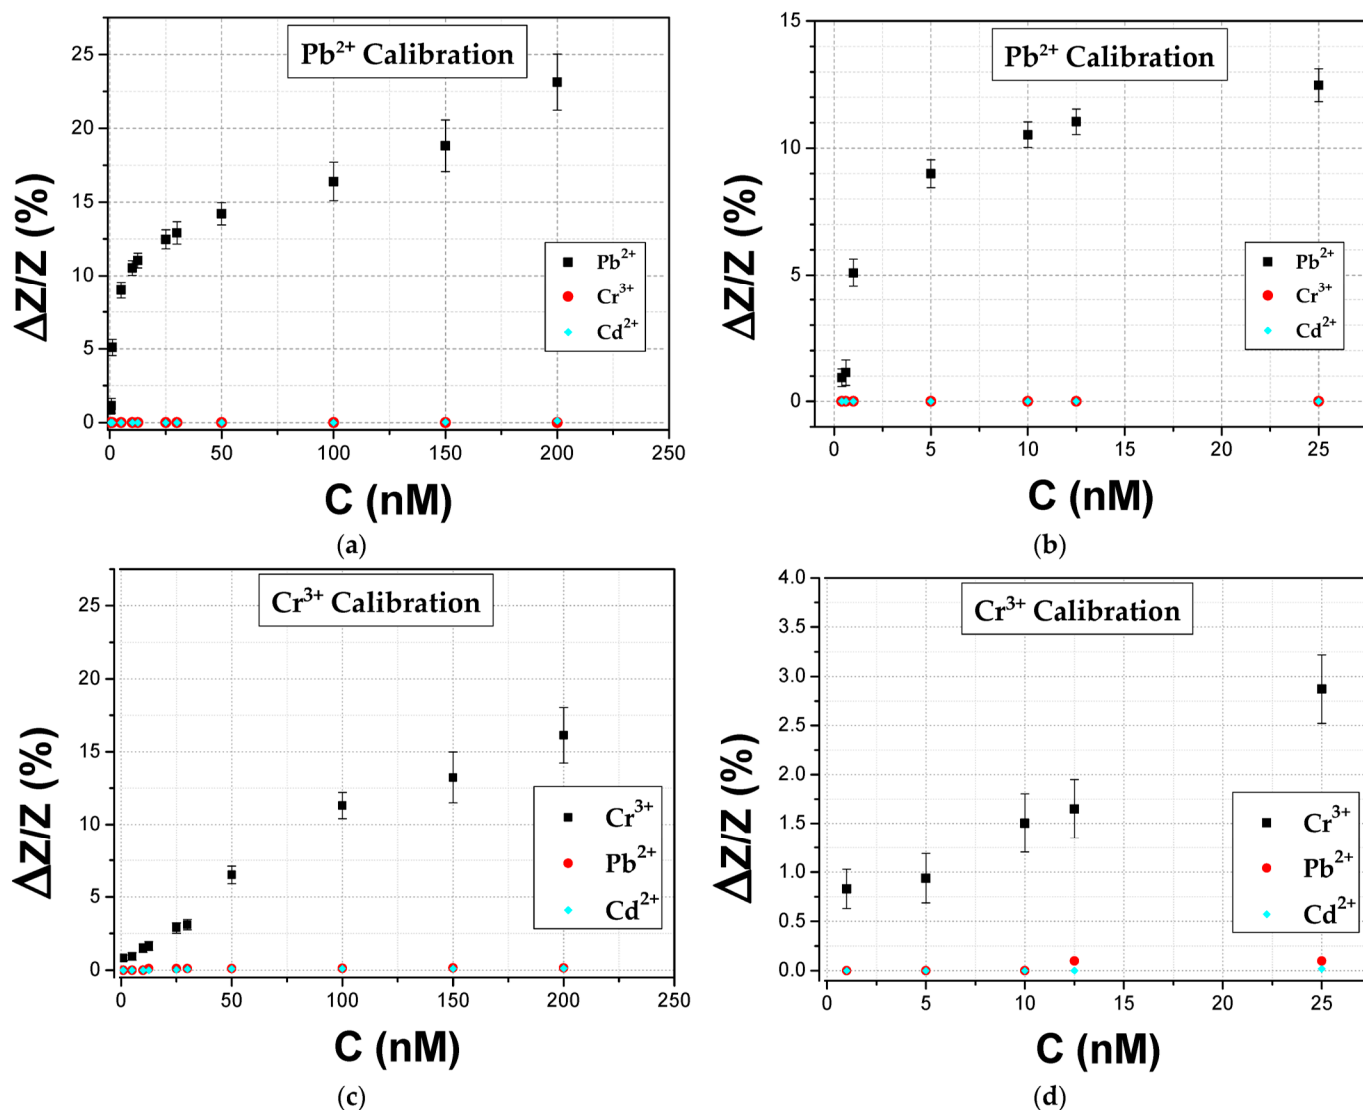 Pb2+ Calibration
25
20
15
10
5
0
ΔZ/Z (%)
Pb2+
Cr3+
Cd2+
0 50 100 150 200 250
C (nM)
(a)
Pb2+ Calibration
15
10
5
0
ΔZ/Z (%)
Pb2+
Cr3+
Cd2+
0 5 10 15 20 25
C (nM)
(b)
Cr3+ Calibration
25
20
15
10
5
0
ΔZ/Z (%)
Cr3+
Pb2+
Cd2+
0 50 100 150 200 250
C (nM)
(c)
Cr3+ Calibration
4.0
3.5
3.0
2.5
2.0
1.5
1.0
0.5
0.0
ΔZ/Z (%)
Cr3+
Pb2+
Cd2+
0 5 10 15 20 25
C (nM)
(d)